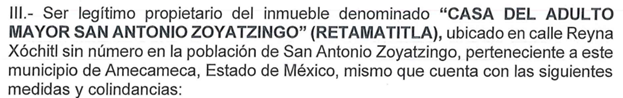 III.- Ser legítimo propietario del inmueble denominado “CASA DEL ADULTO
MAYOR SAN ANTONIO ZOYATZINGO” (RETAMATITLA), ubicado en calle Reyna
Xóchitl sin número en la población de San Antonio Zoyatzingo, perteneciente a este
municipio de Amecameca, Estado de México, mismo que cuenta con las siguientes
medidas y colindancias: